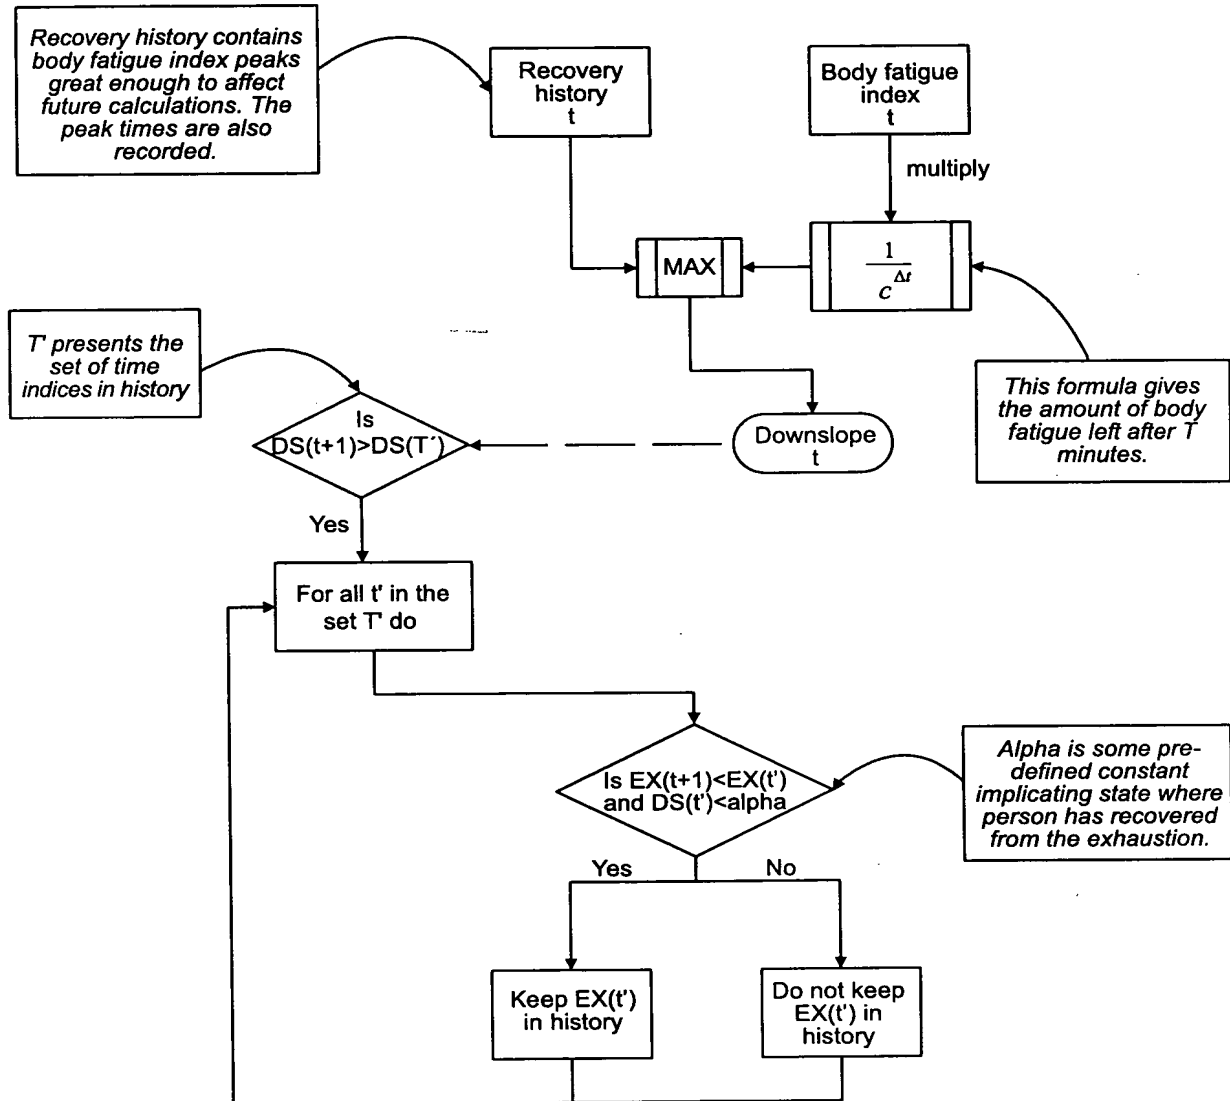 Recovery history contains
body fatigue index peaks
great enough to affect
future calculations. The
peak times are also
recorded.
Recovery
history
t
Body fatigue
index
t
multiply
MAX
1
c^Δt
T' presents the
set of time
indices in history
This formula gives
the amount of body
fatigue left after T
minutes.
Is
DS(t+1)>DS(T´)
Downslope
t
Yes
For all t' in the
set T' do
Is EX(t+1)<EX(t')
and DS(t')<alpha
Alpha is some pre-
defined constant
implicating state where
person has recovered
from the exhaustion.
Yes
No
Keep EX(t')
in history
Do not keep
EX(t') in
history